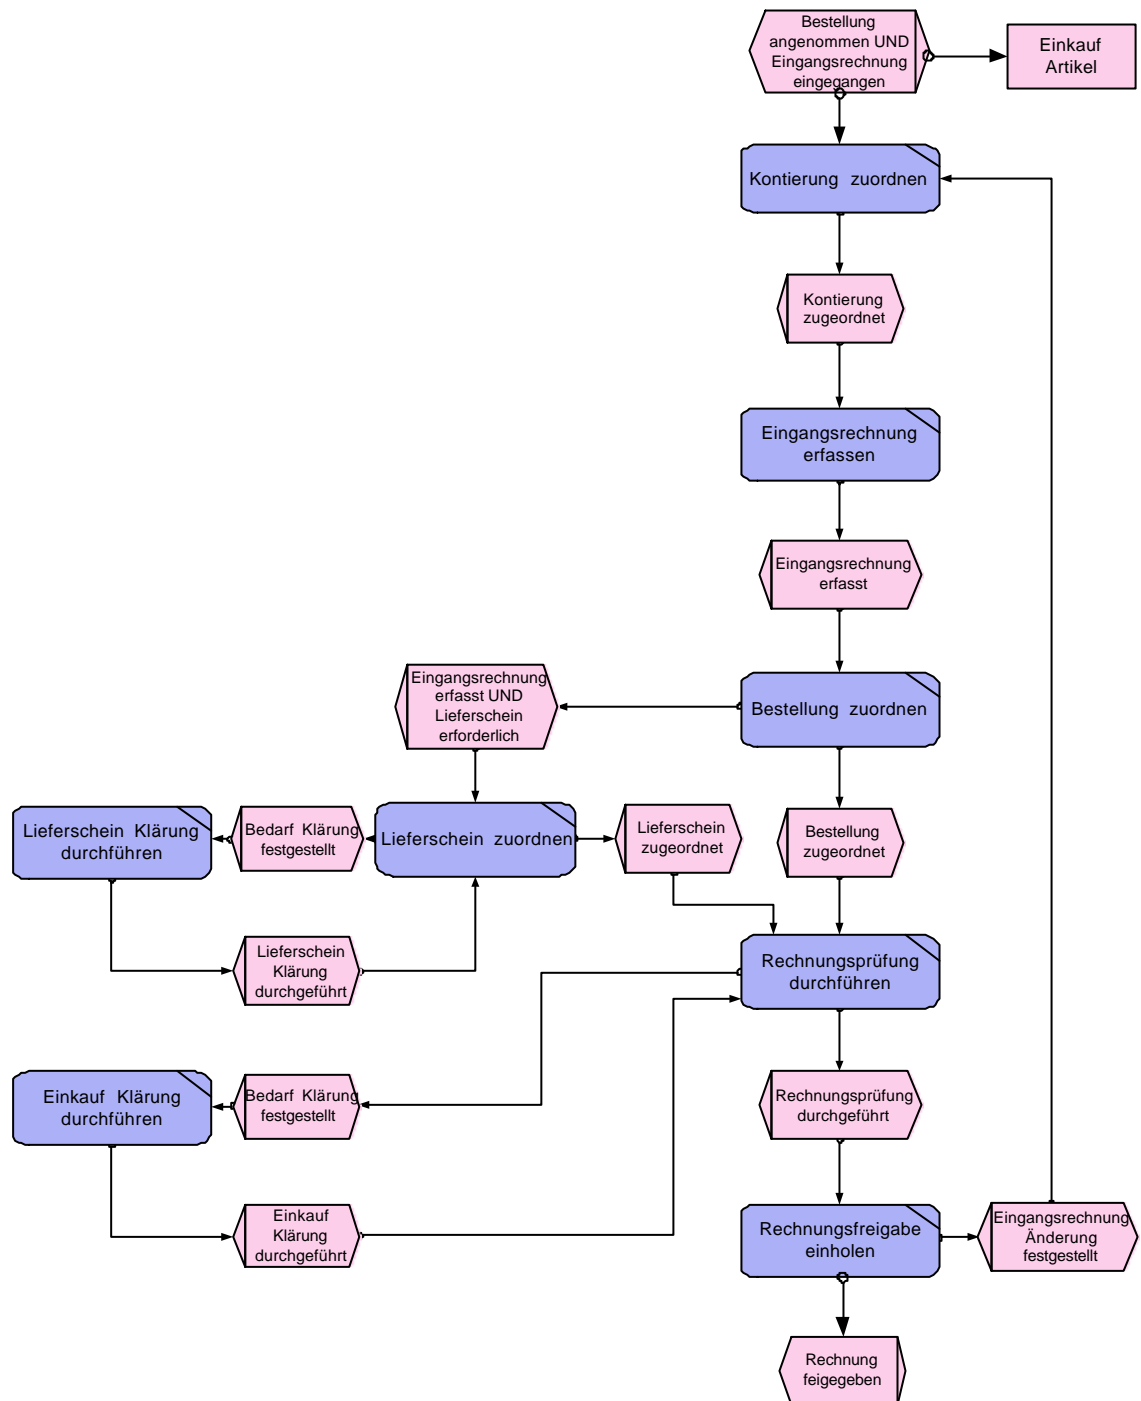 Bestellung
angenommen UND
Eingangsrechnung
eingegangen
Einkauf
Artikel
Kontierung zuordnen
Kontierung
zugeordnet
Eingangsrechnung
erfassen
Eingangsrechnung
erfasst
Eingangsrechnung
erfasst UND
Lieferschein
erforderlich
Bestellung zuordnen
Lieferschein Klärung
durchführen
Bedarf Klärung
festgestellt
Lieferschein zuordnen
Lieferschein
zugeordnet
Bestellung
zugeordnet
Lieferschein
Klärung
durchgeführt
Rechnungsprüfung
durchführen
Einkauf Klärung
durchführen
Bedarf Klärung
festgestellt
Rechnungsprüfung
durchgeführt
Einkauf
Klärung
durchgeführt
Rechnungsfreigabe
einholen
Eingangsrechnung
Änderung
festgestellt
Rechnung
feigegeben